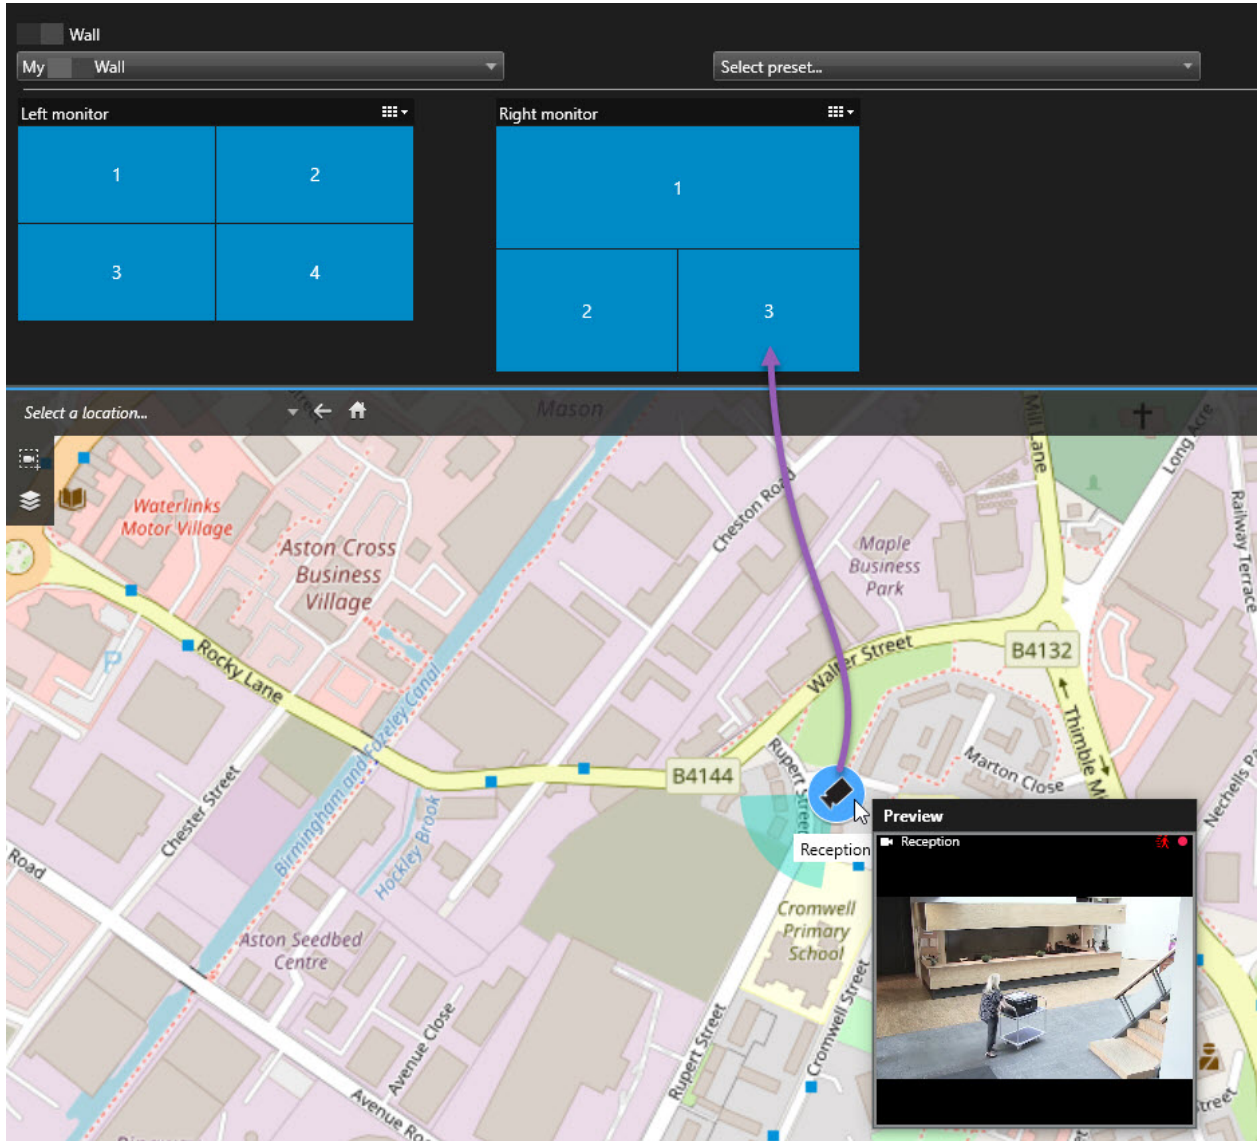 Wall
My Wall
Select preset...
Left monitor
Right monitor
1
2
3
4
1
2
3
Select a location...
Mason
Mill Lane
Long Acre
Railway Terrace
Waterlinks
Motor Village
Aston Cross
Business
Village
Cheston Road
Maple
Business
Park
P
Rocky Lane
Walter Street
B4132
Birmingham and Fazeley Canal
Thimble
Rupert Street
Marton Close
B4144
Chester Street
Hockley Brook
Reception
Preview
Reception
Road
Cromwell
Primary
School
Aston Seedbed
Centre
Avenue Close
Rupert Street
Cromwell Street
Street
Avenue